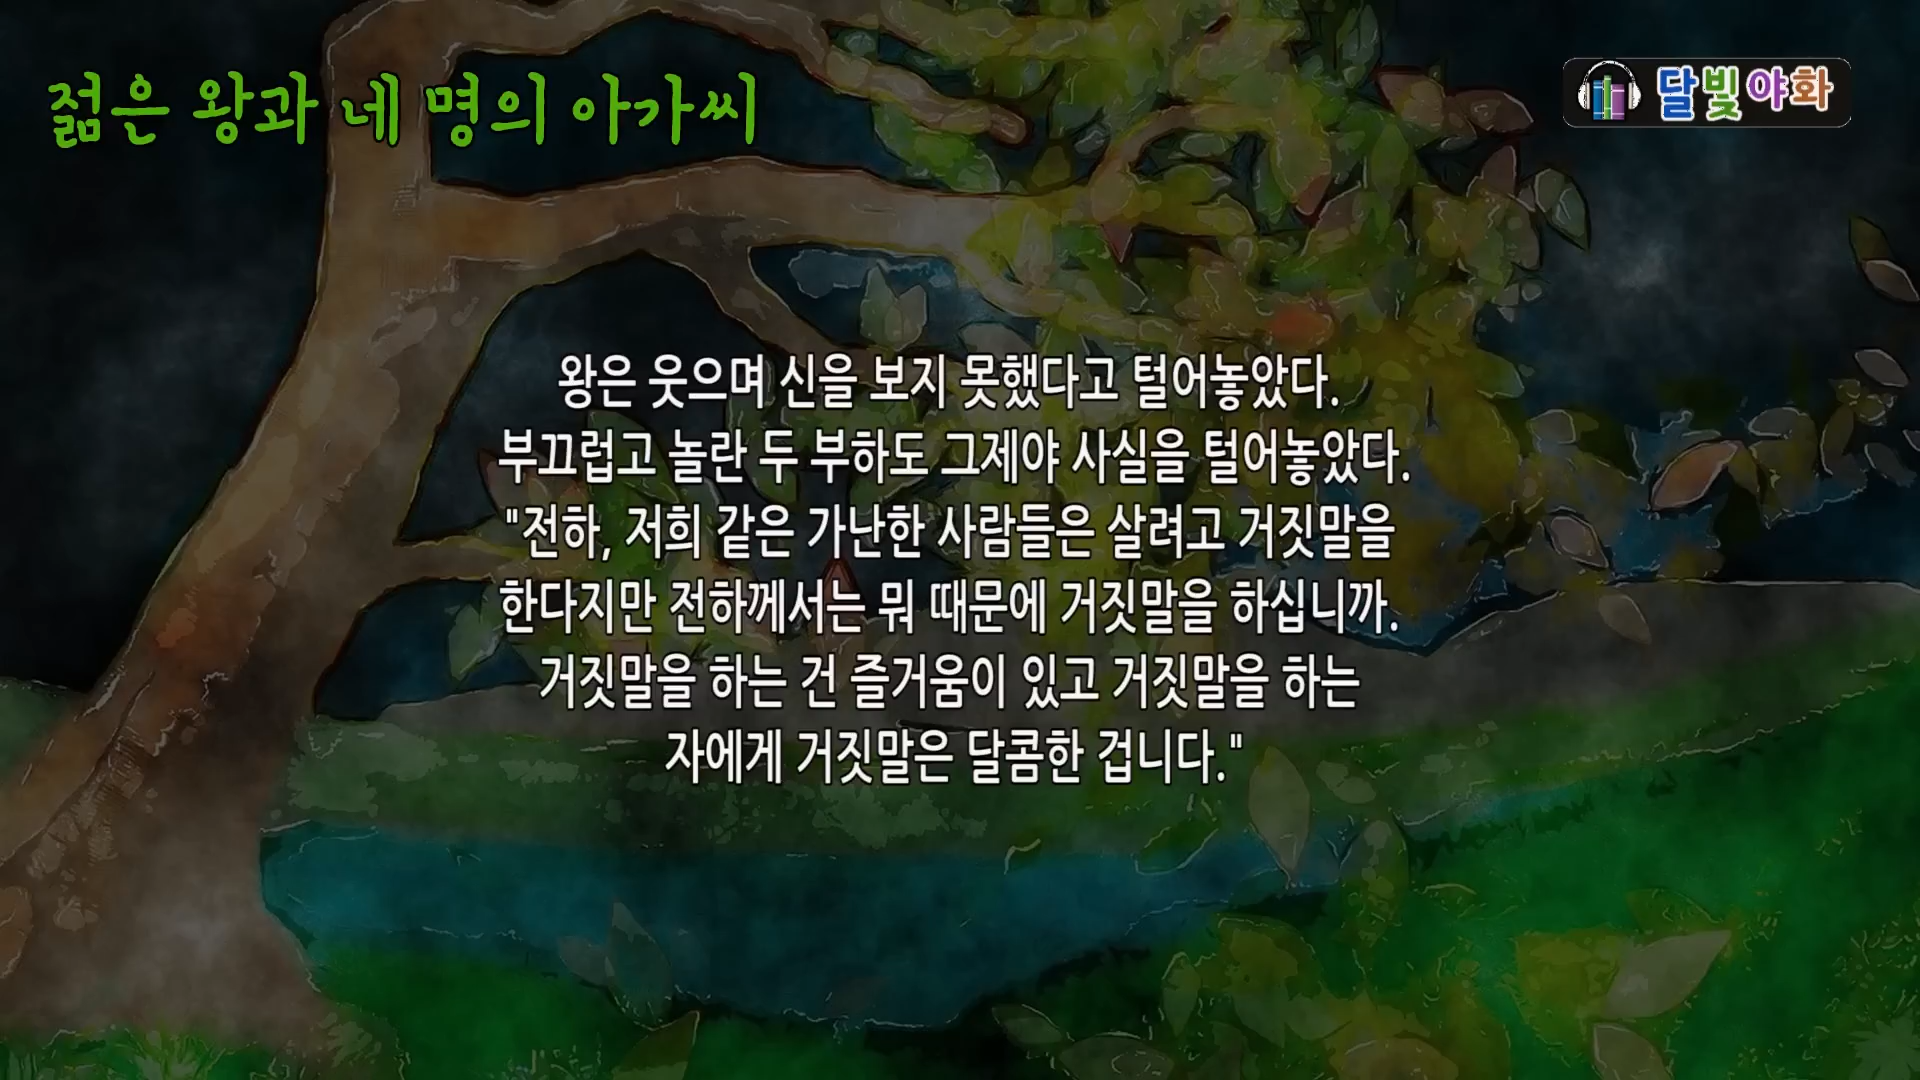 젊은 왕과 네 명의 아가씨
달빛야화
왕은 웃으며 신을 보지 못했다고 털어놓았다.
부끄럽고 놀란 두 부하도 그제야 사실을 털어놓았다.
"전하, 저희 같은 가난한 사람들은 살려고 거짓말을
한다지만 전하께서는 뭐 때문에 거짓말을 하십니까.
거짓말을 하는 건 즐거움이 있고 거짓말을 하는
자에게 거짓말은 달콤한 겁니다."